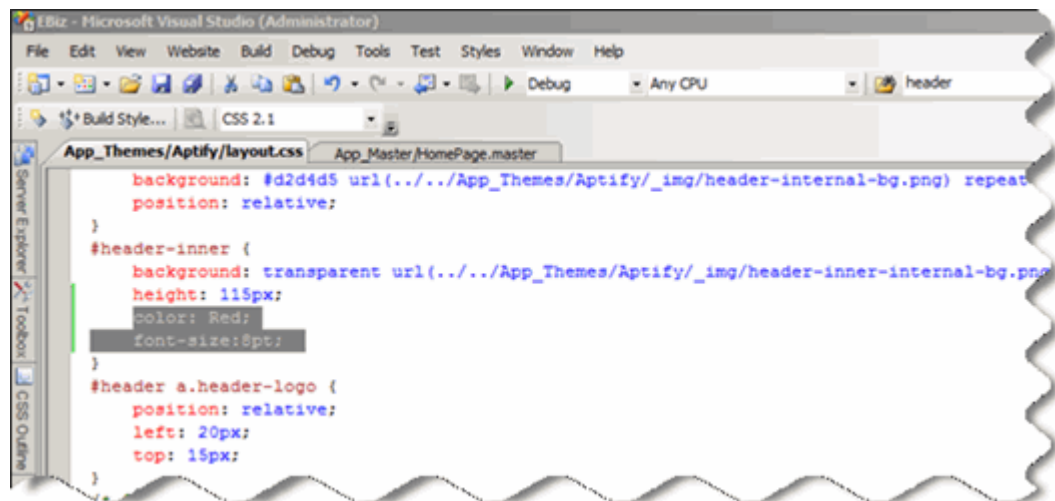 EBiz - Microsoft Visual Studio (Administrator)
File Edit View Website Build Debug Tools Test Styles Window Help
Debug Any CPU header
Build Style... CSS 2.1
App_Themes/Aptify/layout.css App_Master/HomePage.master
Server Explorer
Toolbox
CSS Outline
background: #d2d4d5 url(../../App_Themes/Aptify/_img/header-internal-bg.png) repeat
position: relative;
}
#header-inner {
background: transparent url(../../App_Themes/Aptify/_img/header-inner-internal-bg.png
height: 115px;
color: Red;
font-size:8pt;
}
#header a.header-logo {
position: relative;
left: 20px;
top: 15px;
}